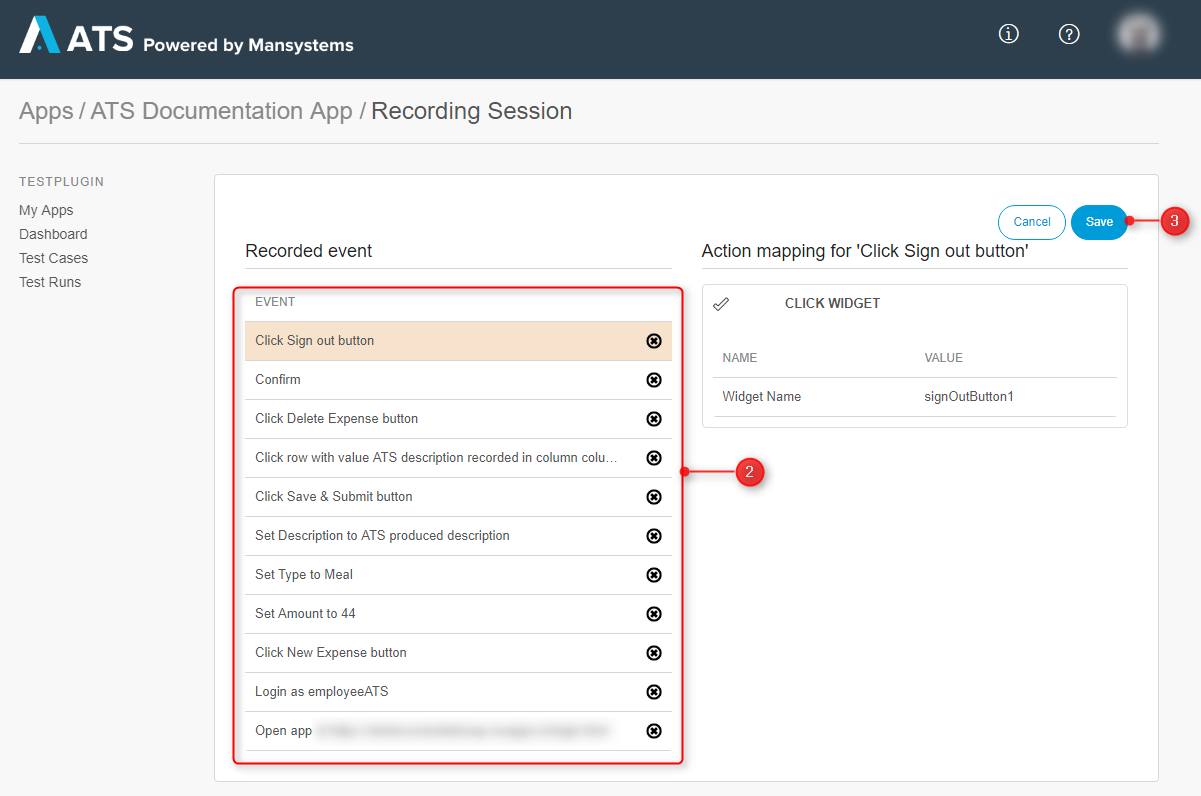 ATS Powered by Mansystems
Apps / ATS Documentation App / Recording Session
TESTPLUGIN
My Apps
Dashboard
Test Cases
Test Runs
Cancel
Save
3
Recorded event
EVENT
Click Sign out button
Confirm
Click Delete Expense button
Click row with value ATS description recorded in column colu...
Click Save & Submit button
Set Description to ATS produced description
Set Type to Meal
Set Amount to 44
Click New Expense button
Login as employeeATS
Open app
2
Action mapping for 'Click Sign out button'
CLICK WIDGET
NAME VALUE
Widget Name signOutButton1